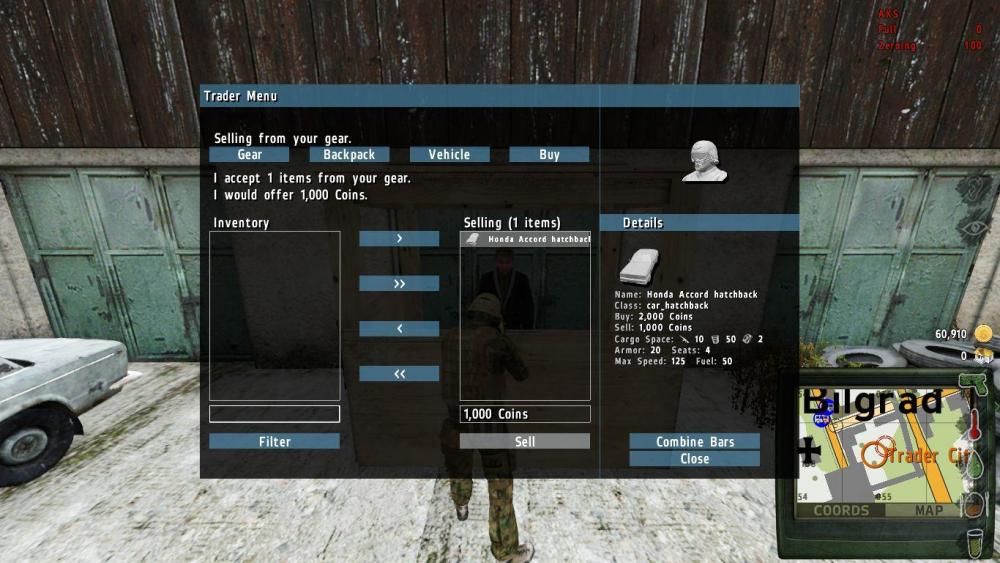 AKS
Full 0
Zeroing 100
Trader Menu
Selling from your gear.
Gear Backpack Vehicle Buy
I accept 1 items from your gear.
I would offer 1,000 Coins.
Inventory
>
>>
<
<<
Filter
Selling (1 items)
Honda Accord hatchback
1,000 Coins
Sell
Details
Name: Honda Accord hatchback
Class: car_hatchback
Buy: 2,000 Coins
Sell: 1,000 Coins
Cargo Space: 10 50 2
Armor: 20 Seats: 4
Max Speed: 125 Fuel: 50
Combine Bars
Close
60,910
0
Bilgrad
Trader Cit
54 055
COORDS MAP